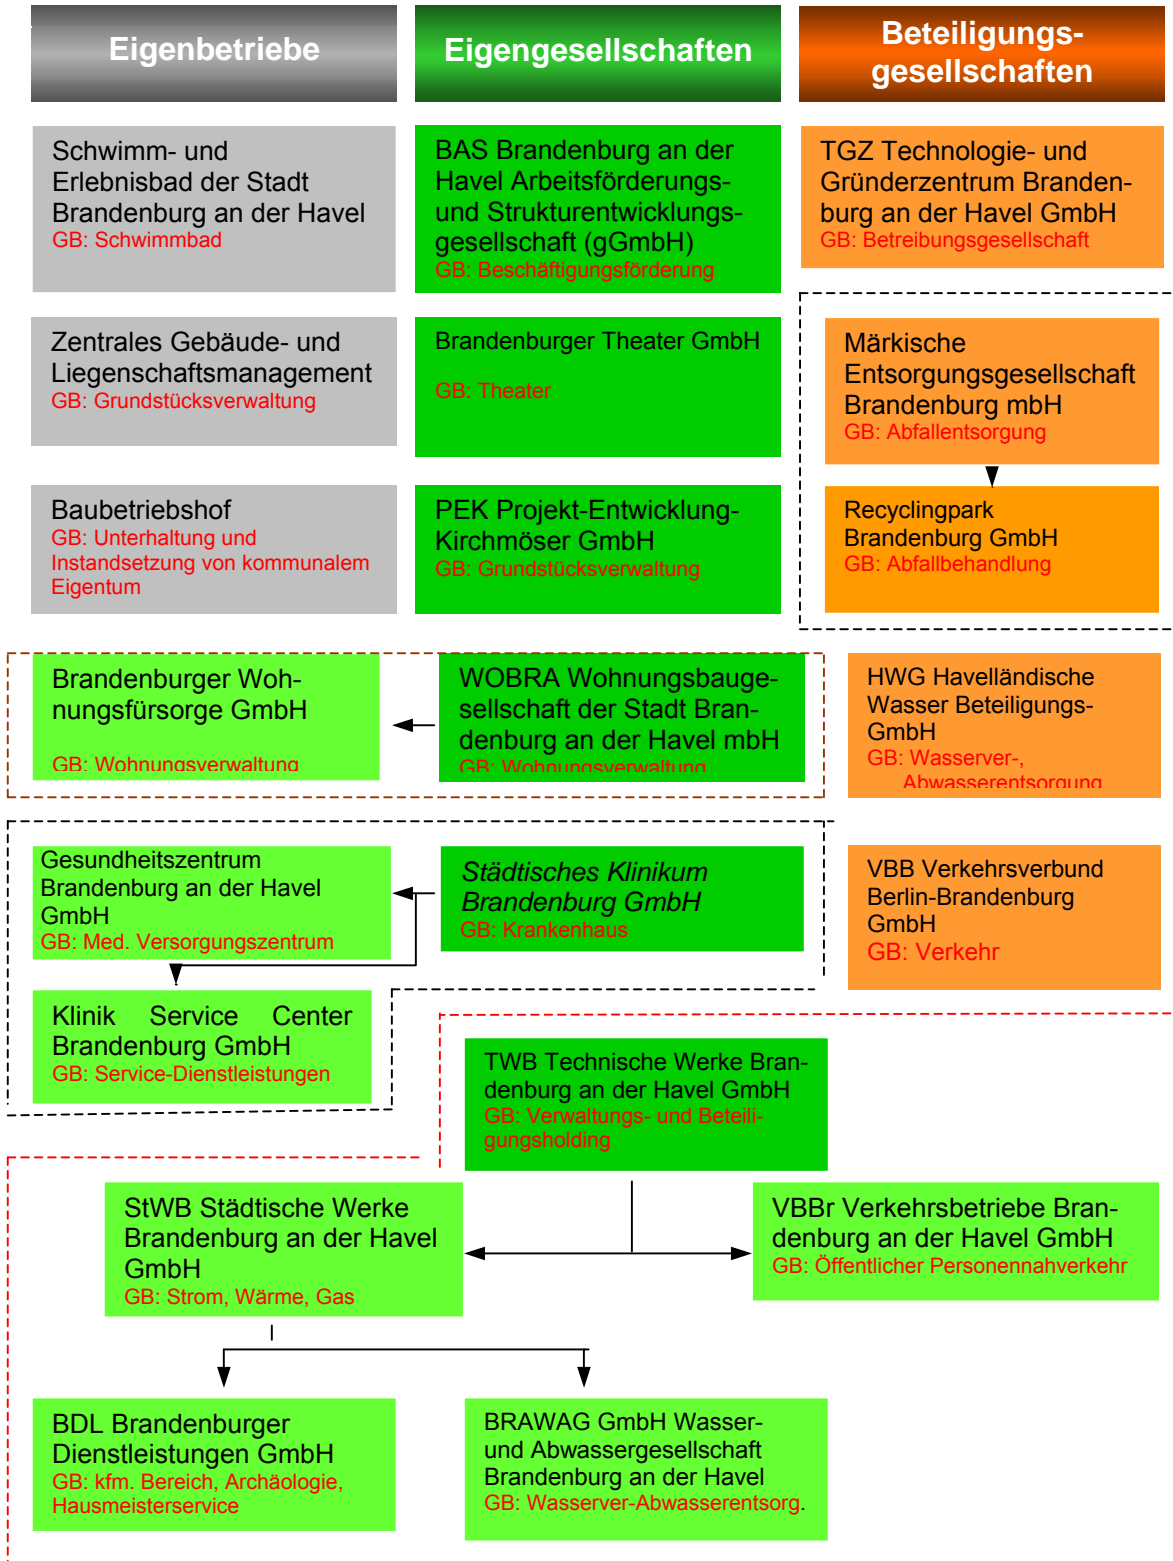 Eigenbetriebe
Eigengesellschaften
Beteiligungs-
gesellschaften
Schwimm- und
Erlebnisbad der Stadt
Brandenburg an der Havel
GB: Schwimmbad
BAS Brandenburg an der
Havel Arbeitsförderungs-
und Strukturentwicklungs-
gesellschaft (gGmbH)
GB: Beschäftigungsförderung
TGZ Technologie- und
Gründerzentrum Branden-
burg an der Havel GmbH
GB: Betreibungsgesellschaft
Zentrales Gebäude- und
Liegenschaftsmanagement
GB: Grundstücksverwaltung
Brandenburger Theater GmbH
GB: Theater
Märkische
Entsorgungsgesellschaft
Brandenburg mbH
GB: Abfallentsorgung
Baubetriebshof
GB: Unterhaltung und
Instandsetzung von kommunalem
Eigentum
PEK Projekt-Entwicklung-
Kirchmöser GmbH
GB: Grundstücksverwaltung
Recyclingpark
Brandenburg GmbH
GB: Abfallbehandlung
Brandenburger Woh-
nungsfürsorge GmbH
GB: Wohnungsverwaltung
WOBRA Wohnungsbauge-
sellschaft der Stadt Bran-
denburg an der Havel mbH
GB: Wohnungsverwaltung
HWG Havelländische
Wasser Beteiligungs-
GmbH
GB: Wasserver-,
Abwasserentsorgung
Gesundheitszentrum
Brandenburg an der Havel
GmbH
GB: Med. Versorgungszentrum
Städtisches Klinikum
Brandenburg GmbH
GB: Krankenhaus
VBB Verkehrsverbund
Berlin-Brandenburg
GmbH
GB: Verkehr
Klinik Service Center
Brandenburg GmbH
GB: Service-Dienstleistungen
TWB Technische Werke Bran-
denburg an der Havel GmbH
GB: Verwaltungs- und Beteili-
gungsholding
StWB Städtische Werke
Brandenburg an der Havel
GmbH
GB: Strom, Wärme, Gas
VBBr Verkehrsbetriebe Bran-
denburg an der Havel GmbH
GB: Öffentlicher Personennahverkehr
BDL Brandenburger
Dienstleistungen GmbH
GB: kfm. Bereich, Archäologie,
Hausmeisterservice
BRAWAG GmbH Wasser-
und Abwassergesellschaft
Brandenburg an der Havel
GB: Wasserver-Abwasserentsorg.